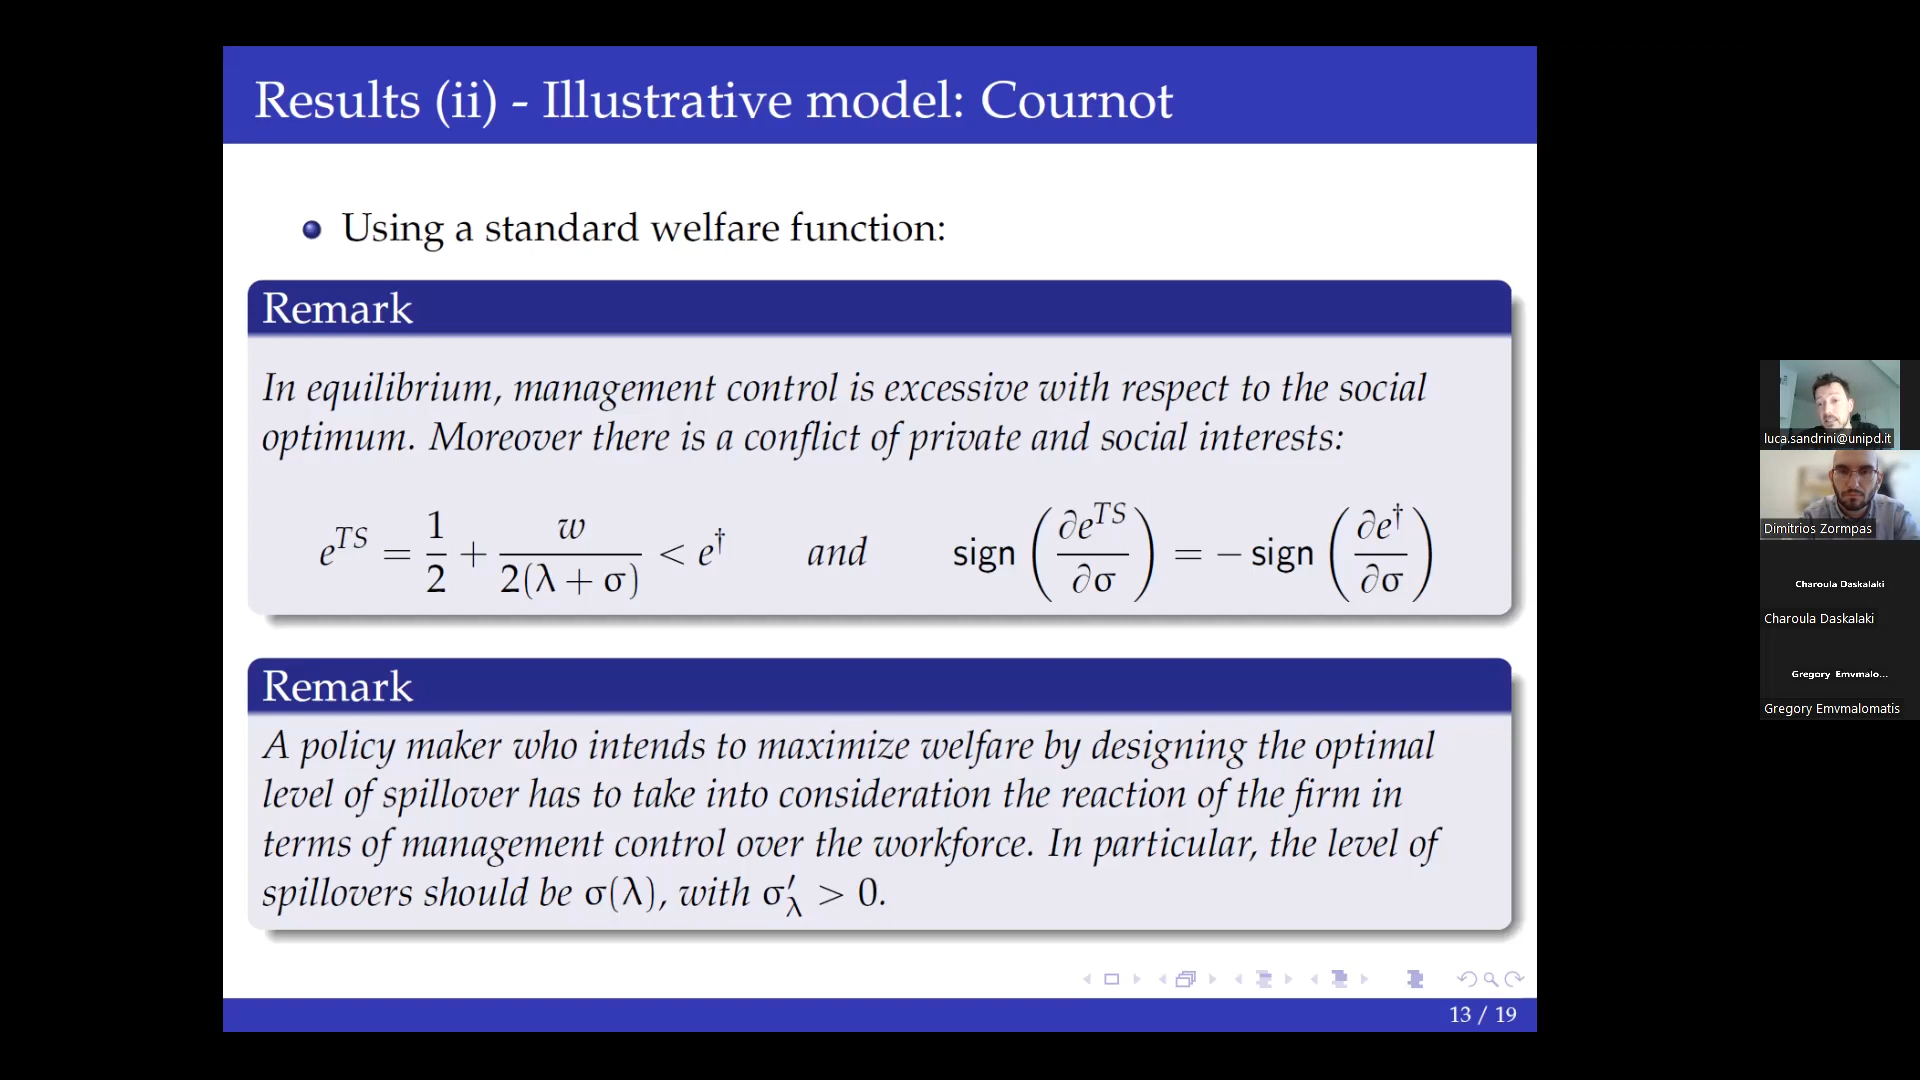 Results (ii) - Illustrative model: Cournot
Using a standard welfare function:
Remark
In equilibrium, management control is excessive with respect to the social
optimum. Moreover there is a conflict of private and social interests:
e^{TS} = \frac{1}{2} + \frac{w}{2(λ + σ)} < e^† and sign (\frac{∂e^{TS}}{∂σ}) = − sign (\frac{∂e^†}{∂σ})
Remark
A policy maker who intends to maximize welfare by designing the optimal
level of spillover has to take into consideration the reaction of the firm in
terms of management control over the workforce. In particular, the level of
spillovers should be σ(λ), with σ′_λ > 0.
13 / 19
luca.sandrini@unipd.it
Dimitrios Zormpas
Charoula Daskalaki
Charoula Daskalaki
Gregory Emvmalo...
Gregory Emvmalomatis